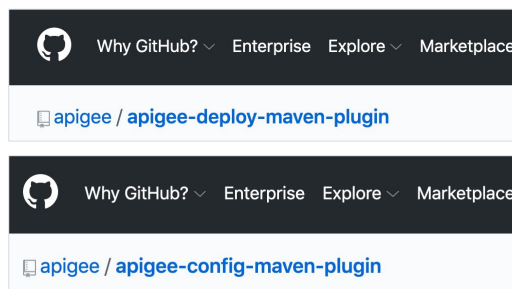 Why GitHub? Enterprise Explore Marketplace
apigee / apigee-deploy-maven-plugin
Why GitHub? Enterprise Explore Marketplace
apigee / apigee-config-maven-plugin